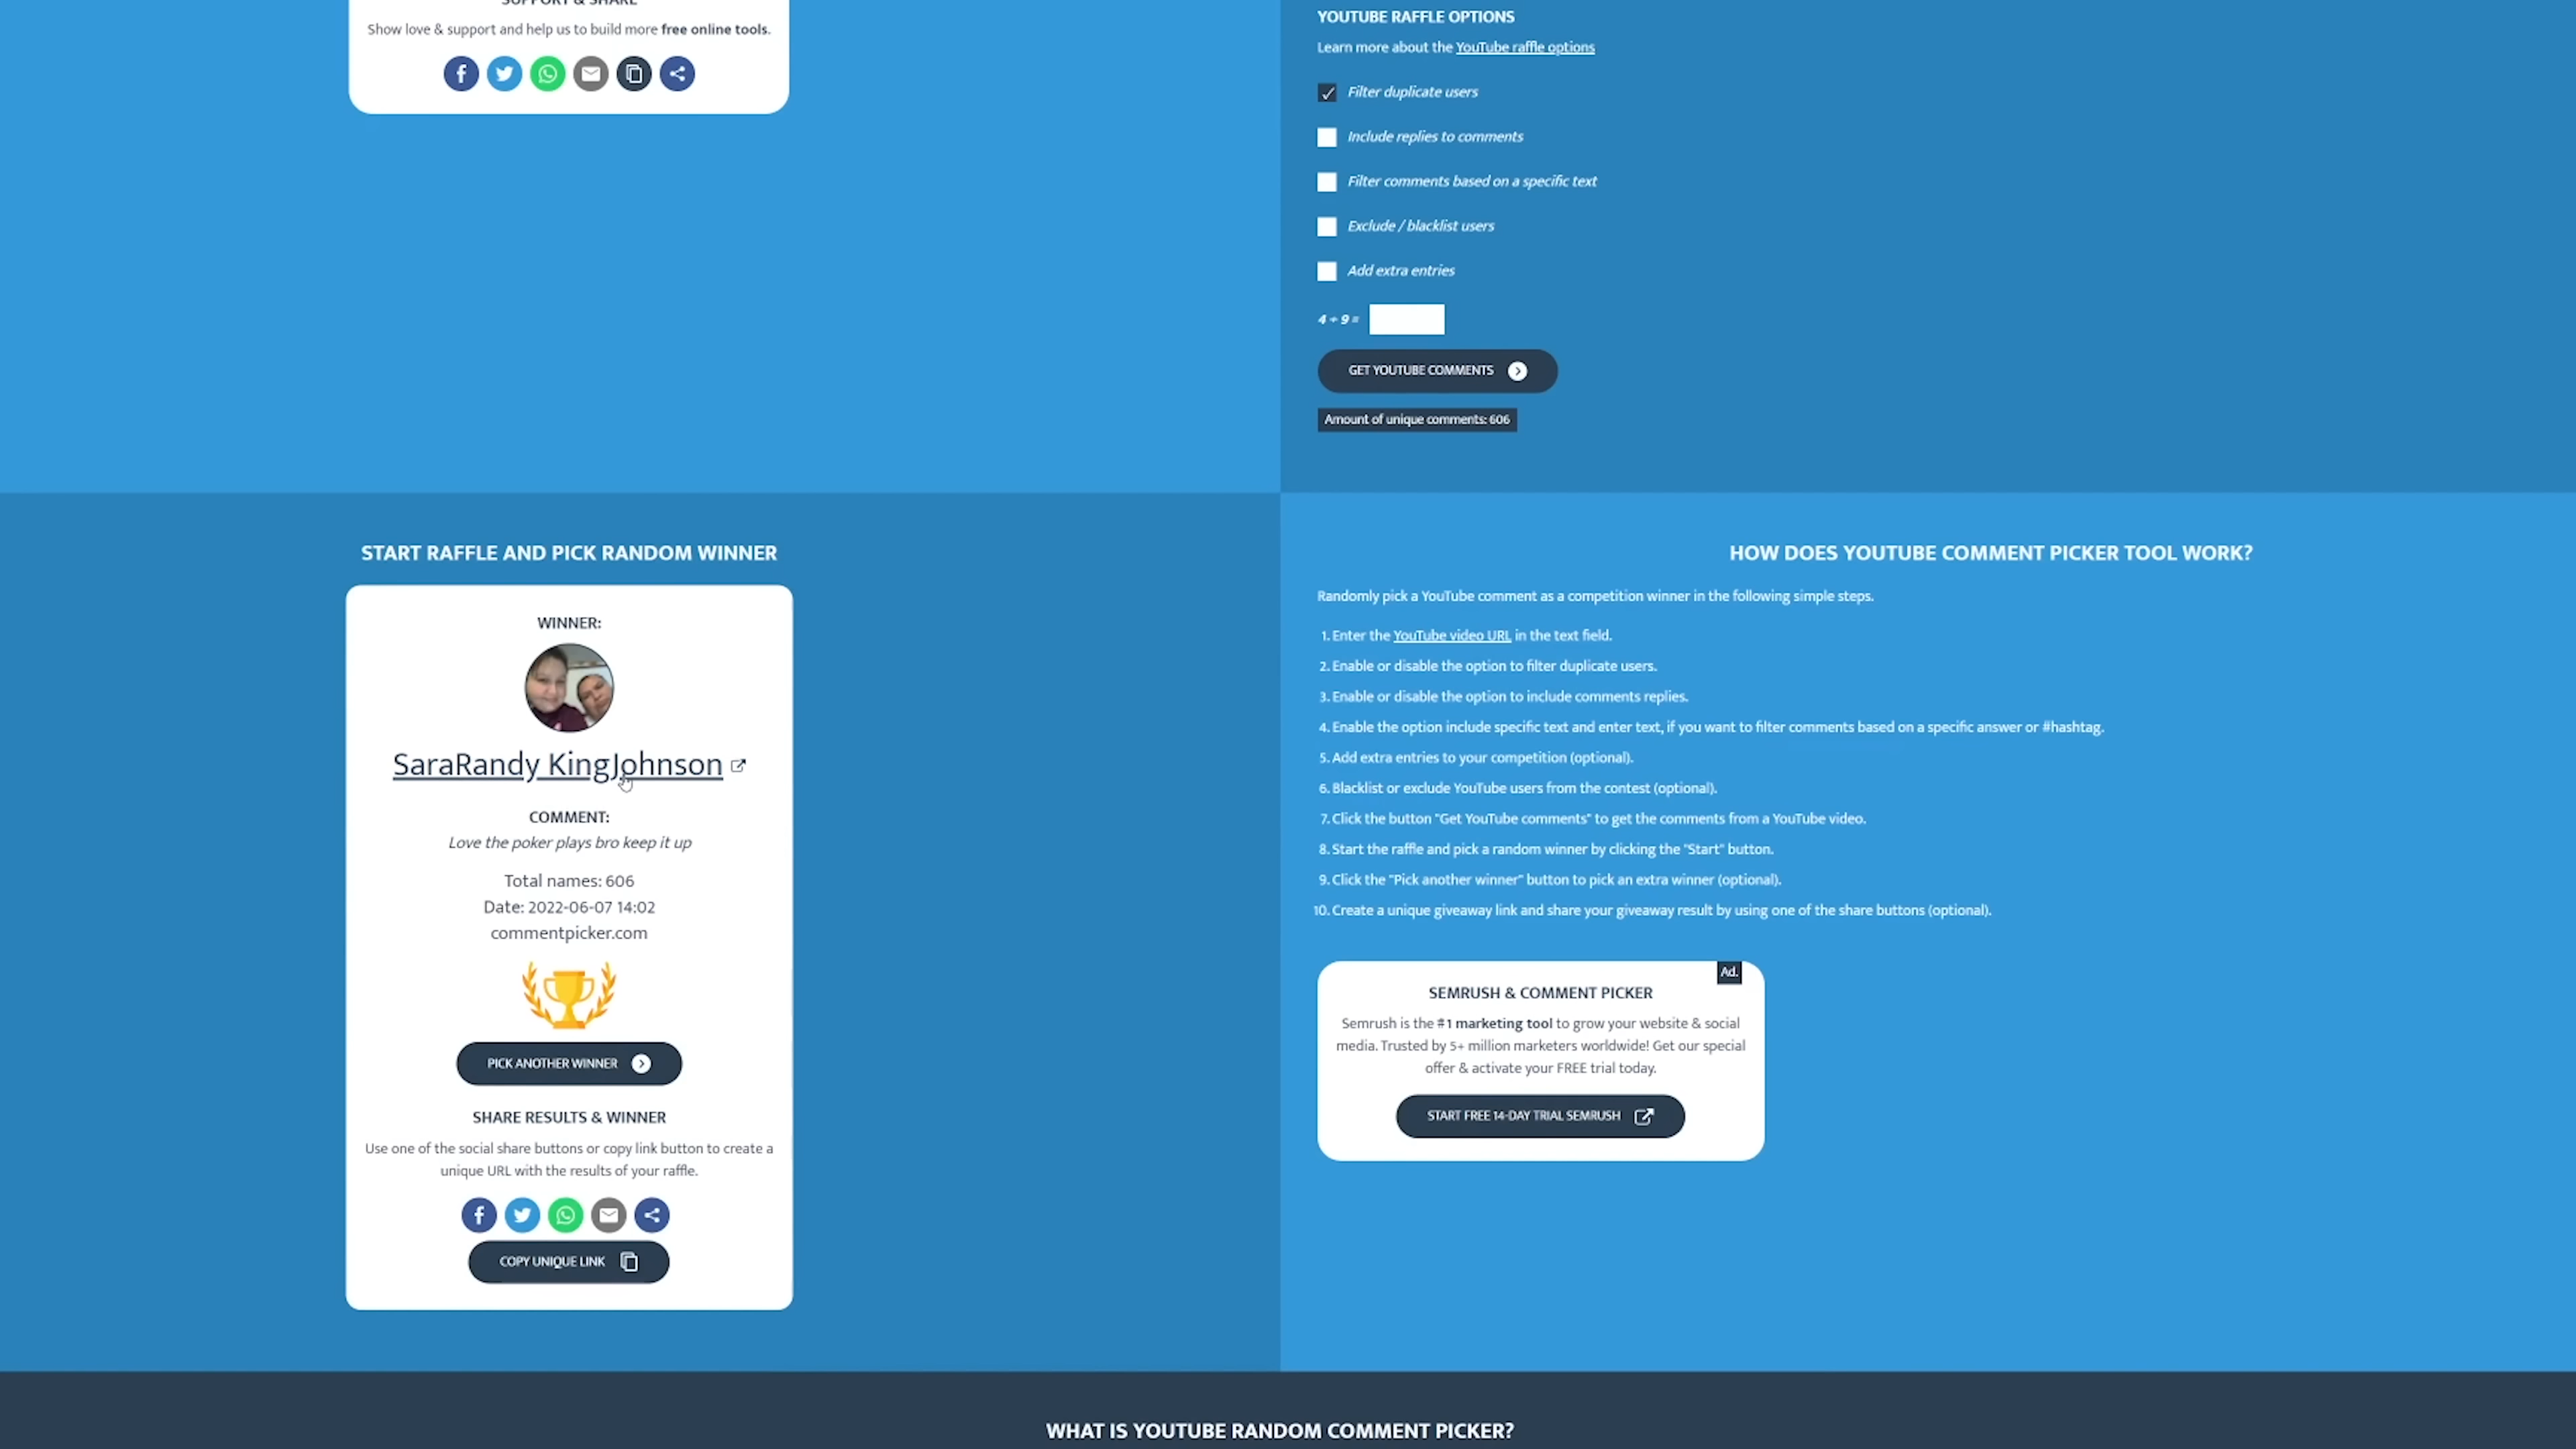 SUPPORT & SHARE
Show love & support and help us to build more free online tools.
YOUTUBE RAFFLE OPTIONS
Learn more about the YouTube raffle options
Filter duplicate users
Include replies to comments
Filter comments based on a specific text
Exclude / blacklist users
Add extra entries
4 + 9 =
GET YOUTUBE COMMENTS
Amount of unique comments: 606
START RAFFLE AND PICK RANDOM WINNER
WINNER:
SaraRandy KingJohnson
COMMENT:
Love the poker plays bro keep it up
Total names: 606
Date: 2022-06-07 14:02
commentpicker.com
PICK ANOTHER WINNER
SHARE RESULTS & WINNER
Use one of the social share buttons or copy link button to create a
unique URL with the results of your raffle.
COPY UNIQUE LINK
HOW DOES YOUTUBE COMMENT PICKER TOOL WORK?
Randomly pick a YouTube comment as a competition winner in the following simple steps.
1. Enter the YouTube video URL in the text field.
2. Enable or disable the option to filter duplicate users.
3. Enable or disable the option to include comments replies.
4. Enable the option include specific text and enter text, if you want to filter comments based on a specific answer or #hashtag.
5. Add extra entries to your competition (optional).
6. Blacklist or exclude YouTube users from the contest (optional).
7. Click the button "Get YouTube comments" to get the comments from a YouTube video.
8. Start the raffle and pick a random winner by clicking the "Start" button.
9. Click the "Pick another winner" button to pick an extra winner (optional).
10. Create a unique giveaway link and share your giveaway result by using one of the share buttons (optional).
Ad.
SEMRUSH & COMMENT PICKER
Semrush is the #1 marketing tool to grow your website & social
media. Trusted by 5+ million marketers worldwide! Get our special
offer & activate your FREE trial today.
START FREE 14-DAY TRIAL SEMRUSH
WHAT IS YOUTUBE RANDOM COMMENT PICKER?